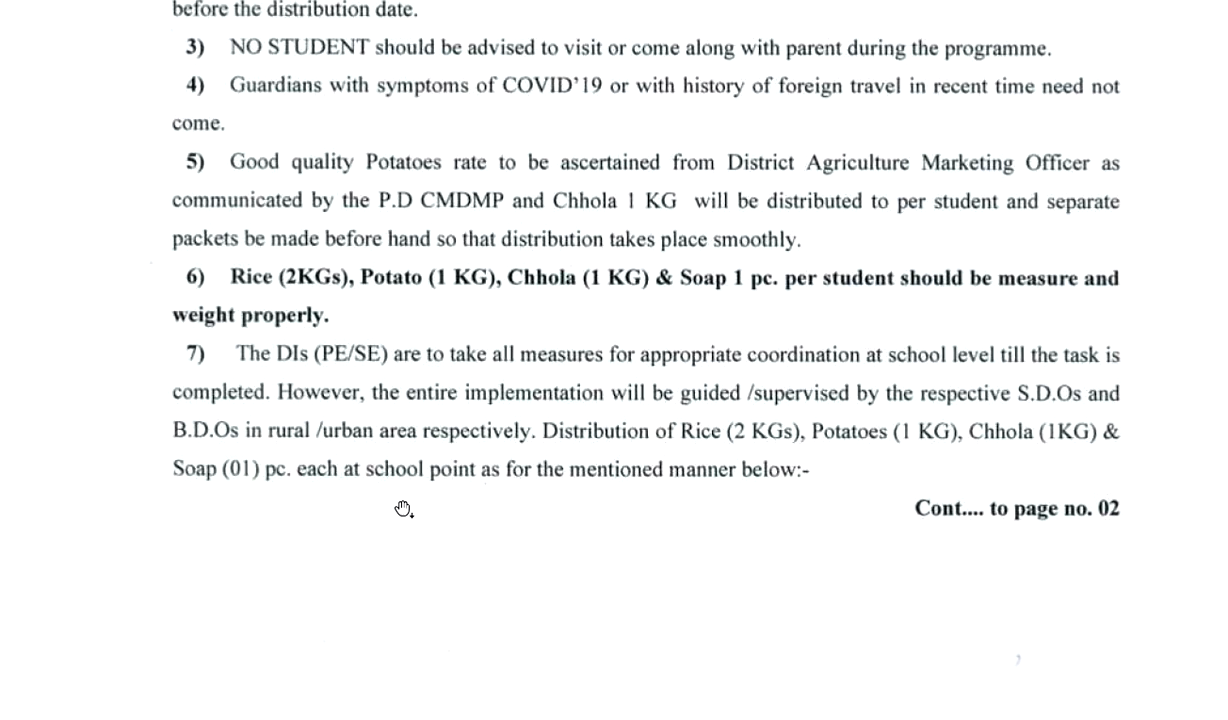 before the distribution date.
3) NO STUDENT should be advised to visit or come along with parent during the programme.
4) Guardians with symptoms of COVID'19 or with history of foreign travel in recent time need not
come.
5) Good quality Potatoes rate to be ascertained from District Agriculture Marketing Officer as
communicated by the P.D CMDMP and Chhola 1 KG will be distributed to per student and separate
packets be made before hand so that distribution takes place smoothly.
6) Rice (2KGs), Potato (1 KG), Chhola (1 KG) & Soap 1 pc. per student should be measure and
weight properly.
7) The DIs (PE/SE) are to take all measures for appropriate coordination at school level till the task is
completed. However, the entire implementation will be guided /supervised by the respective S.D.Os and
B.D.Os in rural /urban area respectively. Distribution of Rice (2 KGs), Potatoes (1 KG), Chhola (1KG) &
Soap (01) pc. each at school point as for the mentioned manner below:-
Cont.... to page no. 02